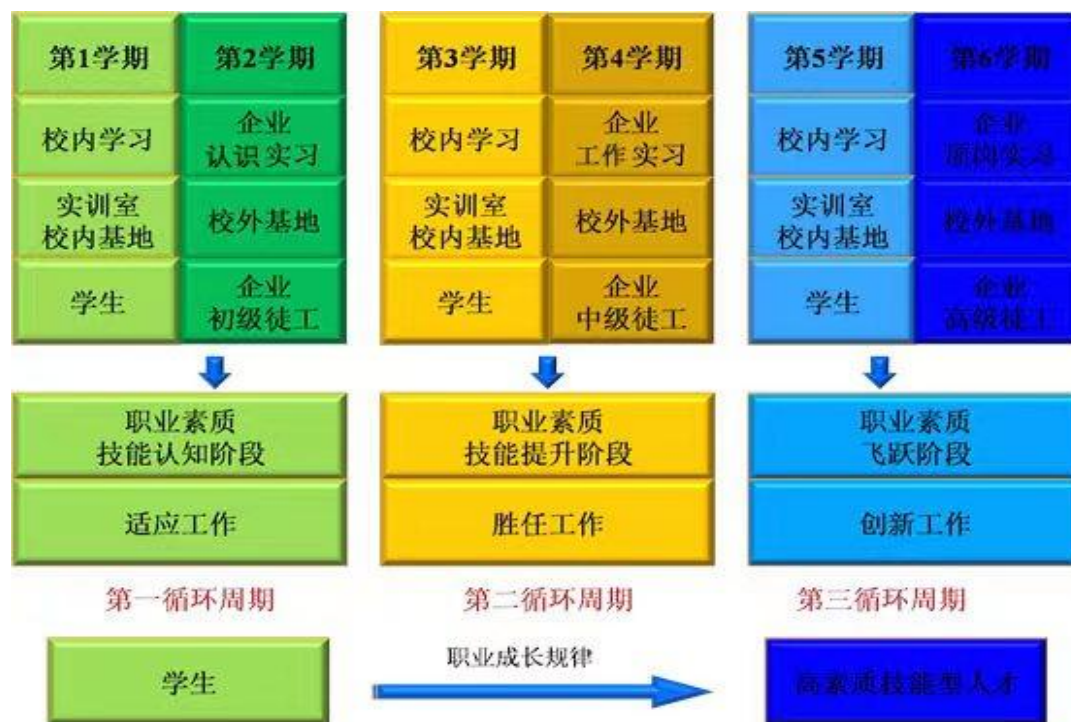 第1学期
第2学期
第3学期
第4学期
第5学期
第6学期
校内学习
企业
认识实习
校内学习
企业
工作实习
校内学习
企业
顶岗实习
实训室
校内基地
校外基地
实训室
校内基地
校外基地
实训室
校内基地
校外基地
学生
企业
初级徒工
学生
企业
中级徒工
学生
企业
高级徒工
职业素质
技能认知阶段
职业素质
技能提升阶段
职业素质
飞跃阶段
适应工作
胜任工作
创新工作
第一循环周期
第二循环周期
第三循环周期
学生
职业成长规律
高素质技能型人才